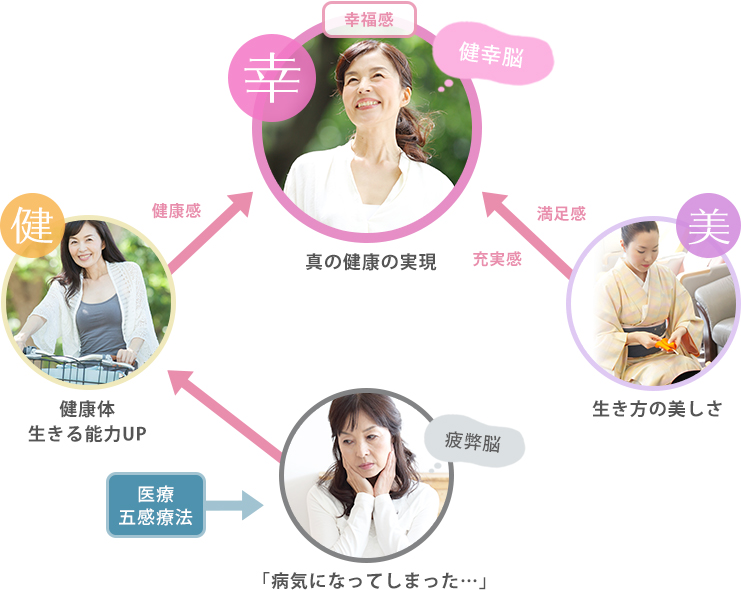 幸福感
幸
健幸脳
真の健康の実現
健康感
満足感
充実感
健
健康体
生きる能力UP
美
生き方の美しさ
疲弊脳
医療
五感療法
「病気になってしまった…」